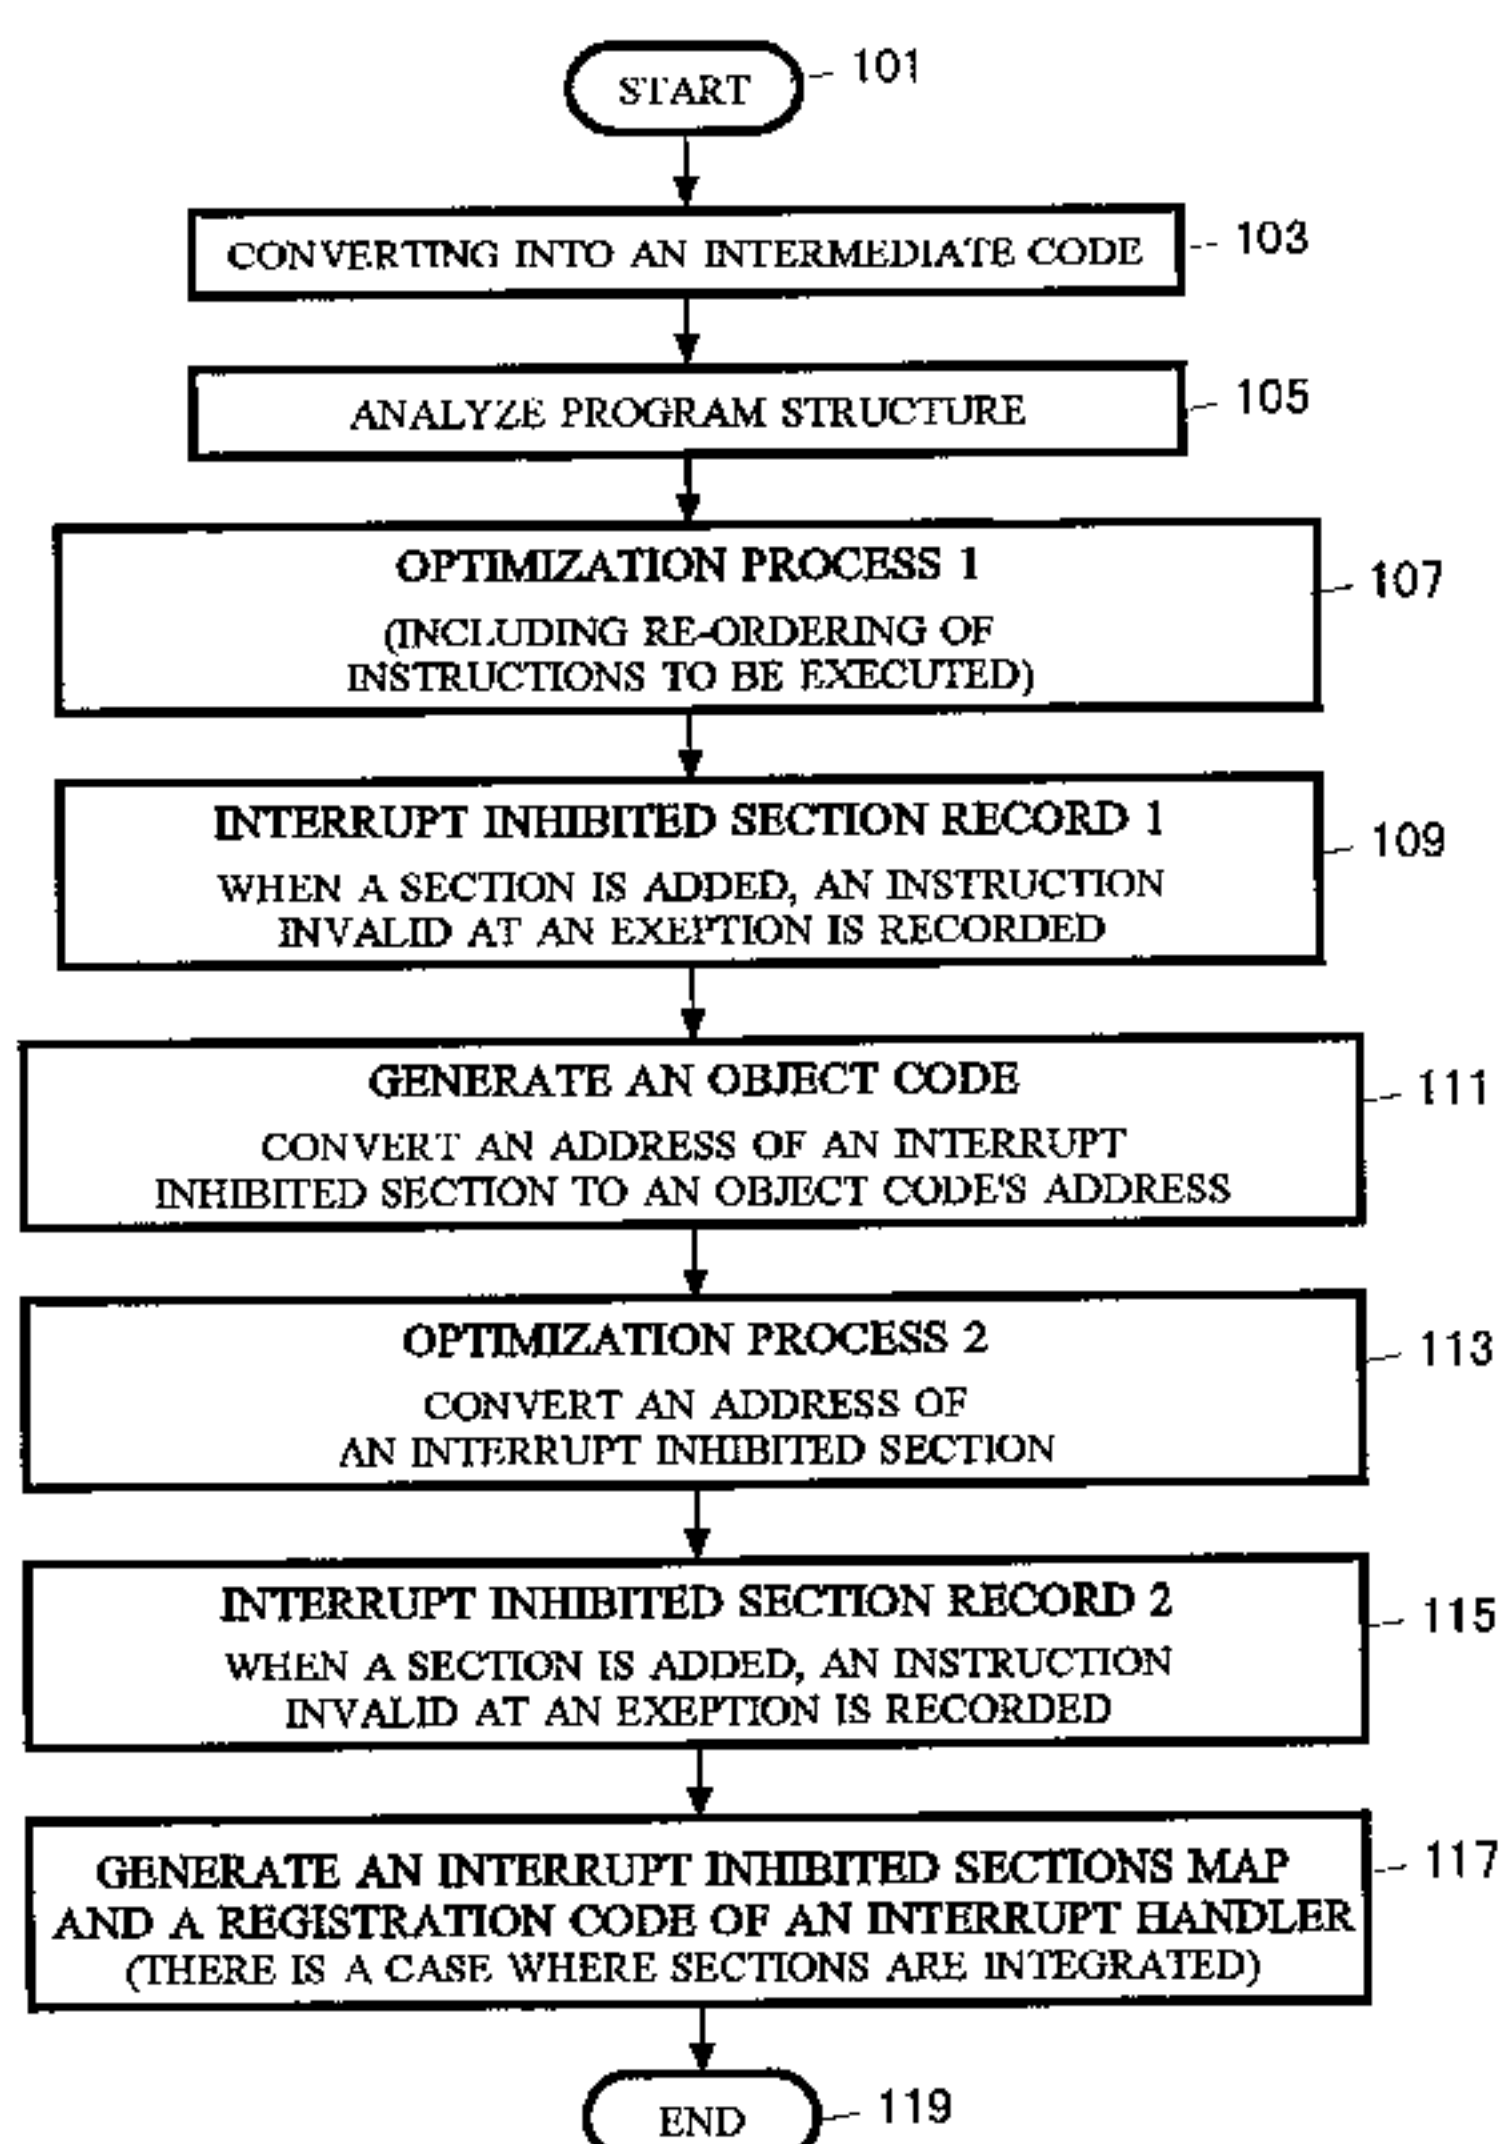 START
101
CONVERTING INTO AN INTERMEDIATE CODE
103
ANALYZE PROGRAM STRUCTURE
105
OPTIMIZATION PROCESS 1
(INCLUDING RE-ORDERING OF
INSTRUCTIONS TO BE EXECUTED)
107
INTERRUPT INHIBITED SECTION RECORD 1
WHEN A SECTION IS ADDED, AN INSTRUCTION
INVALID AT AN EXEPTION IS RECORDED
109
GENERATE AN OBJECT CODE
CONVERT AN ADDRESS OF AN INTERRUPT
INHIBITED SECTION TO AN OBJECT CODE'S ADDRESS
111
OPTIMIZATION PROCESS 2
CONVERT AN ADDRESS OF
AN INTERRUPT INHIBITED SECTION
113
INTERRUPT INHIBITED SECTION RECORD 2
WHEN A SECTION IS ADDED, AN INSTRUCTION
INVALID AT AN EXEPTION IS RECORDED
115
GENERATE AN INTERRUPT INHIBITED SECTIONS MAP
AND A REGISTRATION CODE OF AN INTERRUPT HANDLER
(THERE IS A CASE WHERE SECTIONS ARE INTEGRATED)
117
END
119